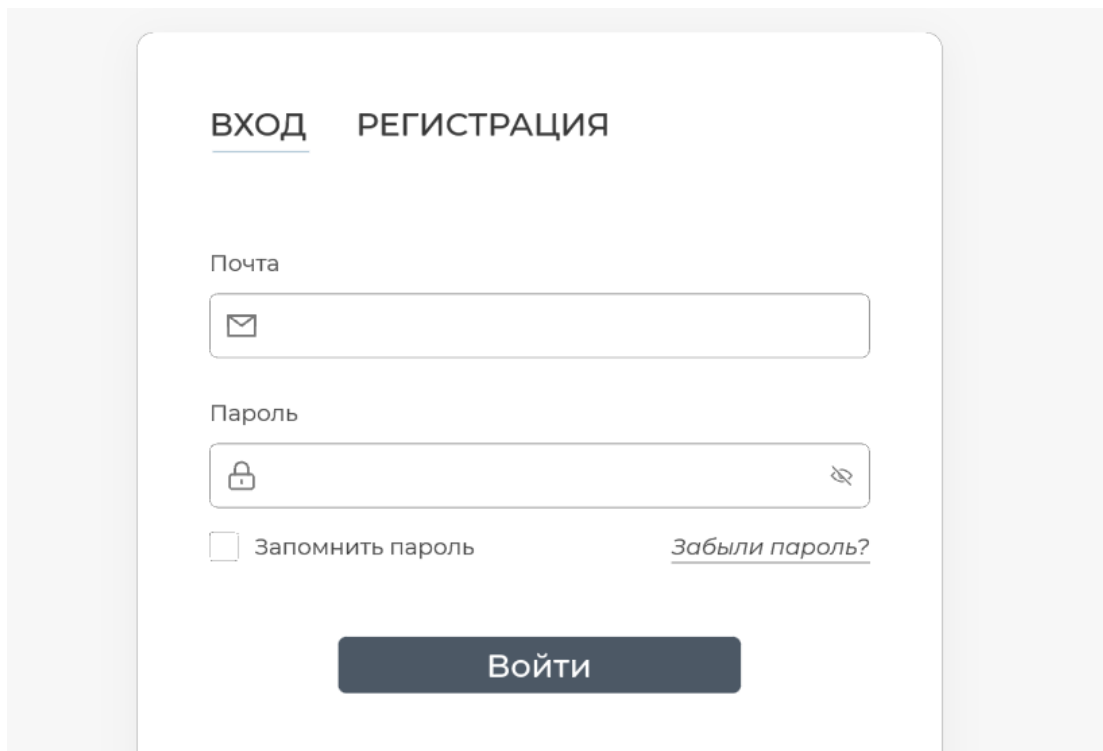 ВХОД РЕГИСТРАЦИЯ
Почта
Пароль
Запомнить пароль Забыли пароль?
Войти